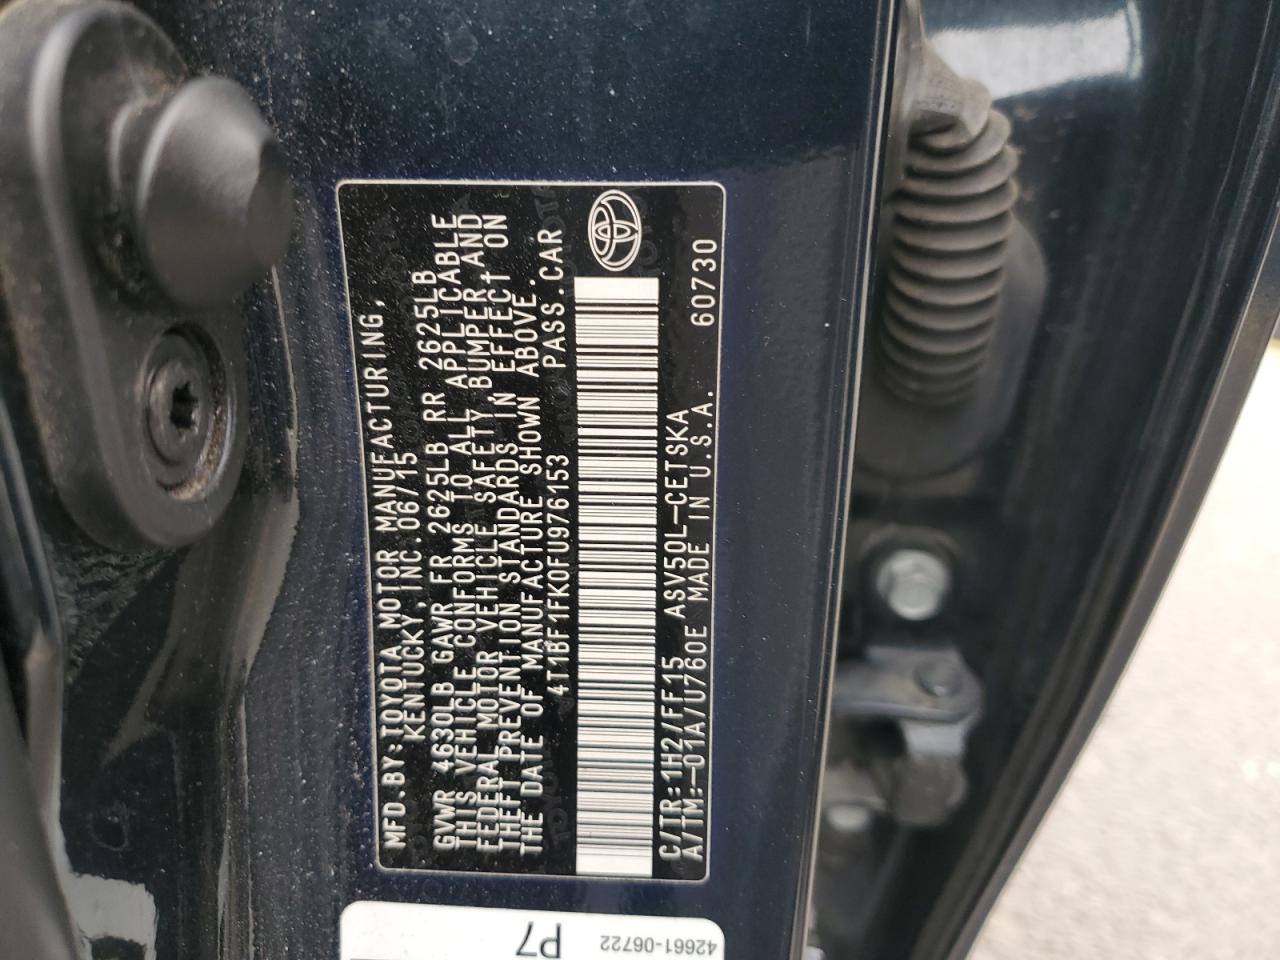 MFD.BY:TOYOTA MOTOR MANUFACTURING,
KENTUCKY,INC.06/15
GVWR 4630LB GAWR FR 2625LB RR 2625LB
THIS VEHICLE CONFORMS TO ALL APPLICABLE
FEDERAL MOTOR VEHICLE SAFETY,BUMPER,AND
THEFT PREVENTION STANDARDS IN EFFECT ON
THE DATE OF MANUFACTURE SHOWN ABOVE.
4T1BF1FK0FU976153 PASS.CAR
C/TR:1H2/FF15 ASV50L-CETSKA
A/TM:-01A/U760E MADE IN U.S.A. 60730
P7
42661-06722